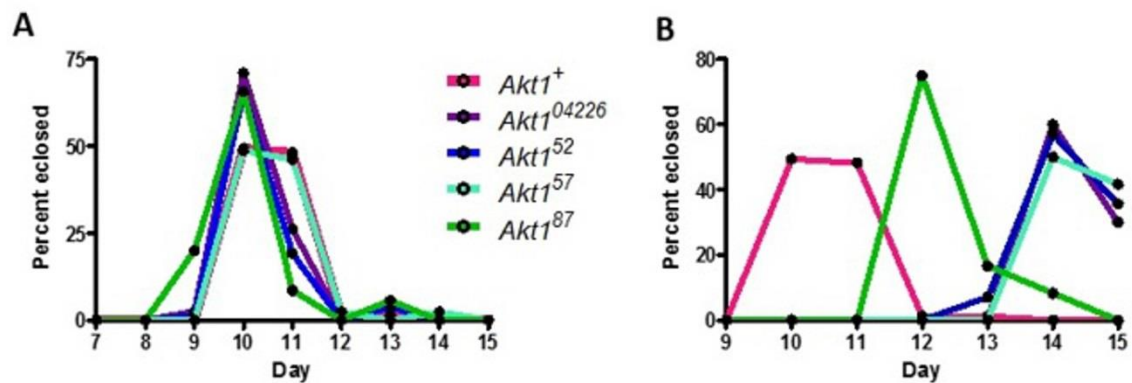 A
Percent eclosed
75
50
25
0
7 8 9 10 11 12 13 14 15
Day
Akt1+
Akt104226
Akt152
Akt157
Akt187
B
Percent eclosed
80
60
40
20
0
9 10 11 12 13 14 15
Day